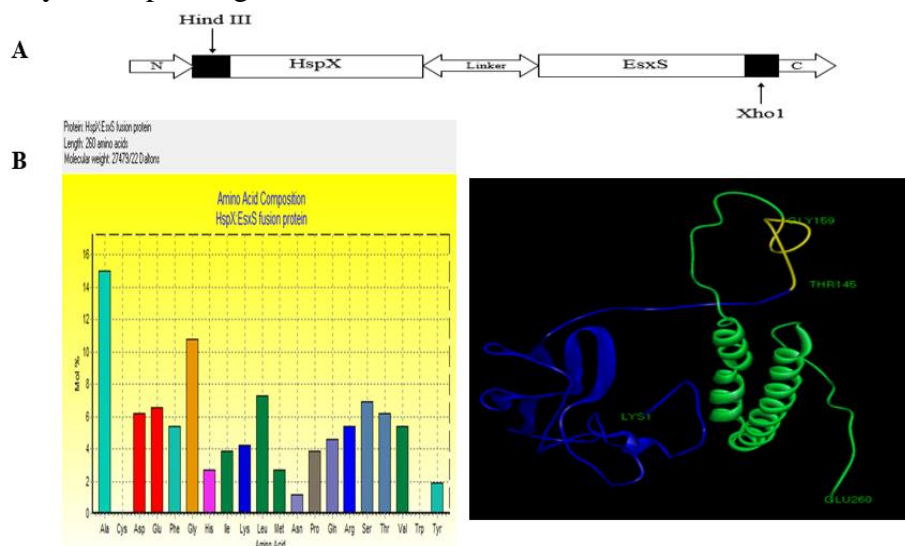 Hind III
A
N
HspX
Linker
EsxS
C
Xho1
B
Protein: HspX:EsxS fusion protein
Length: 260 amino acids
Molecular weight: 27479/22 Daltons
Amino Acid Composition
HspX:EsxS fusion protein
Mol %
16
14
12
10
8
6
4
2
0
Ala Cys Asp Glu Phe Gly His Ile Lys Leu Met Asn Pro Gln Arg Ser Thr Val Trp Tyr
Amino Acid
GLY159
THR145
LYS1
GLU260